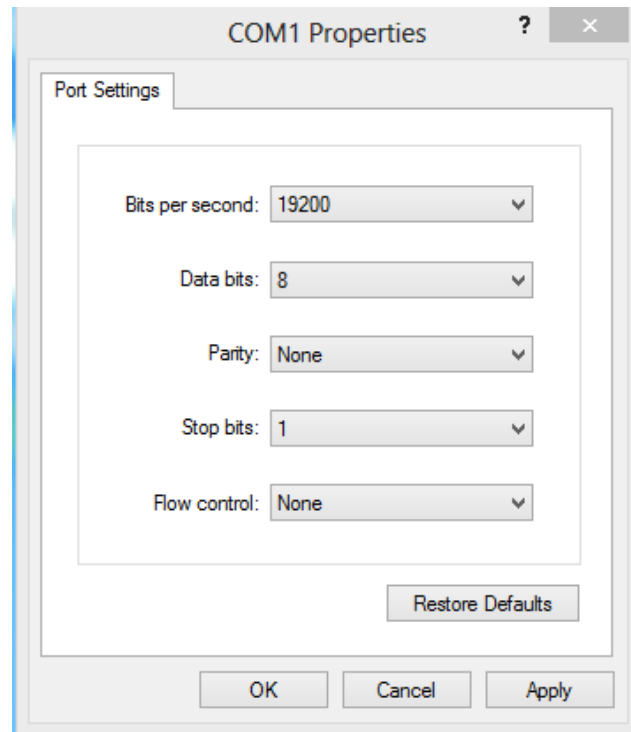 COM1 Properties ?
Port Settings
Bits per second: 19200
Data bits: 8
Parity: None
Stop bits: 1
Flow control: None
Restore Defaults
OK Cancel Apply